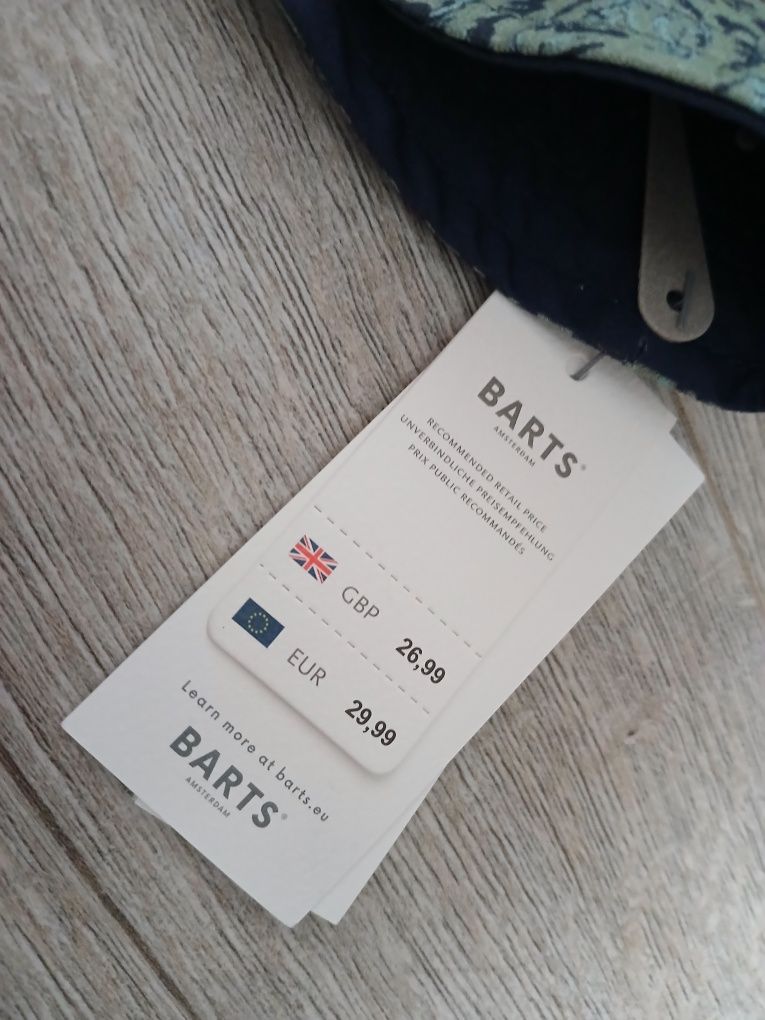 BARTS®
AMSTERDAM
RECOMMENDED RETAIL PRICE
UNVERBINDLICHE PREISEMPFEHLUNG
PRIX PUBLIC RECOMMANDÉS
GBP 26,99
EUR 29,99
Learn more at barts.eu
BARTS®
AMSTERDAM